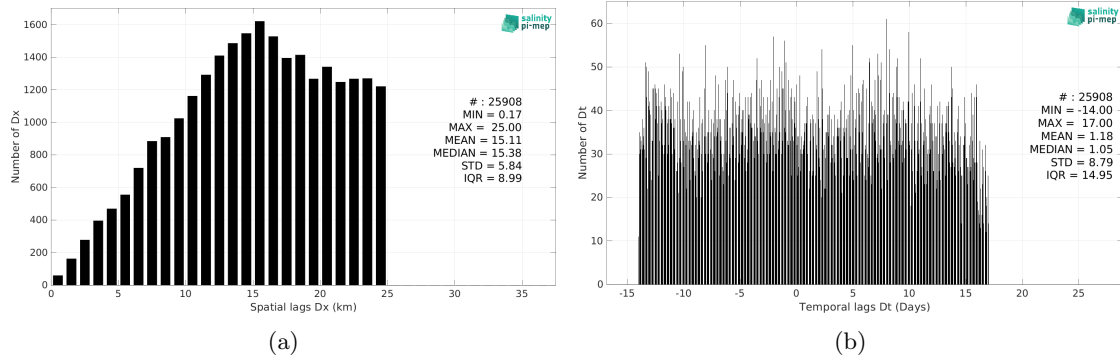 1600
1400
1200
1000
800
600
400
200
0
Number of Dx
0 5 10 15 20 25 30 35
Spatial lags Dx (km)
salinity
pi-mep
# : 25908
MIN = 0.17
MAX = 25.00
MEAN = 15.11
MEDIAN = 15.38
STD = 5.84
IQR = 8.99
(a)
60
50
40
30
20
10
0
Number of Dt
-15 -10 -5 0 5 10 15 20 25
Temporal lags Dt (Days)
salinity
pi-mep
# : 25908
MIN = -14.00
MAX = 17.00
MEAN = 1.18
MEDIAN = 1.05
STD = 8.79
IQR = 14.95
(b)